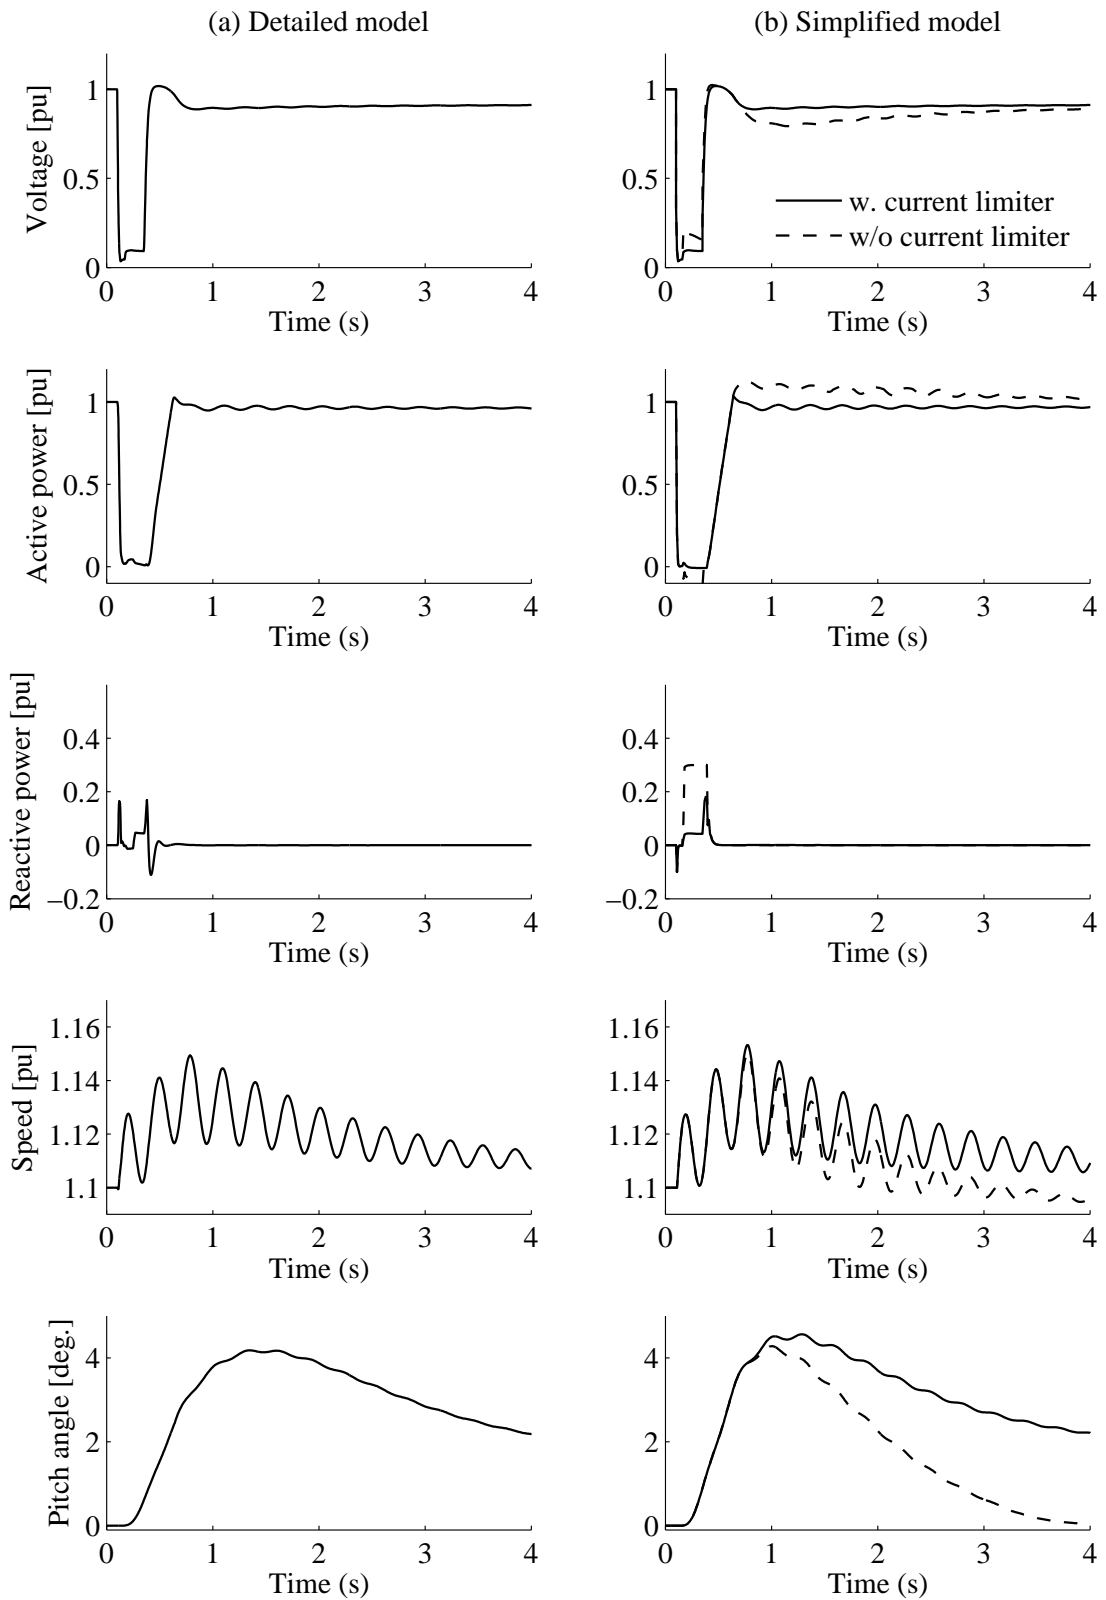 (a) Detailed model
(b) Simplified model
Voltage [pu]
1
0.5
0
0 1 2 3 4
Time (s)
1
0.5
0
w. current limiter
w/o current limiter
0 1 2 3 4
Time (s)
Active power [pu]
1
0.5
0
0 1 2 3 4
Time (s)
1
0.5
0
0 1 2 3 4
Time (s)
Reactive power [pu]
0.4
0.2
0
−0.2
0 1 2 3 4
Time (s)
0.4
0.2
0
−0.2
0 1 2 3 4
Time (s)
Speed [pu]
1.16
1.14
1.12
1.1
0 1 2 3 4
Time (s)
1.16
1.14
1.12
1.1
0 1 2 3 4
Time (s)
Pitch angle [deg.]
4
2
0
0 1 2 3 4
Time (s)
4
2
0
0 1 2 3 4
Time (s)